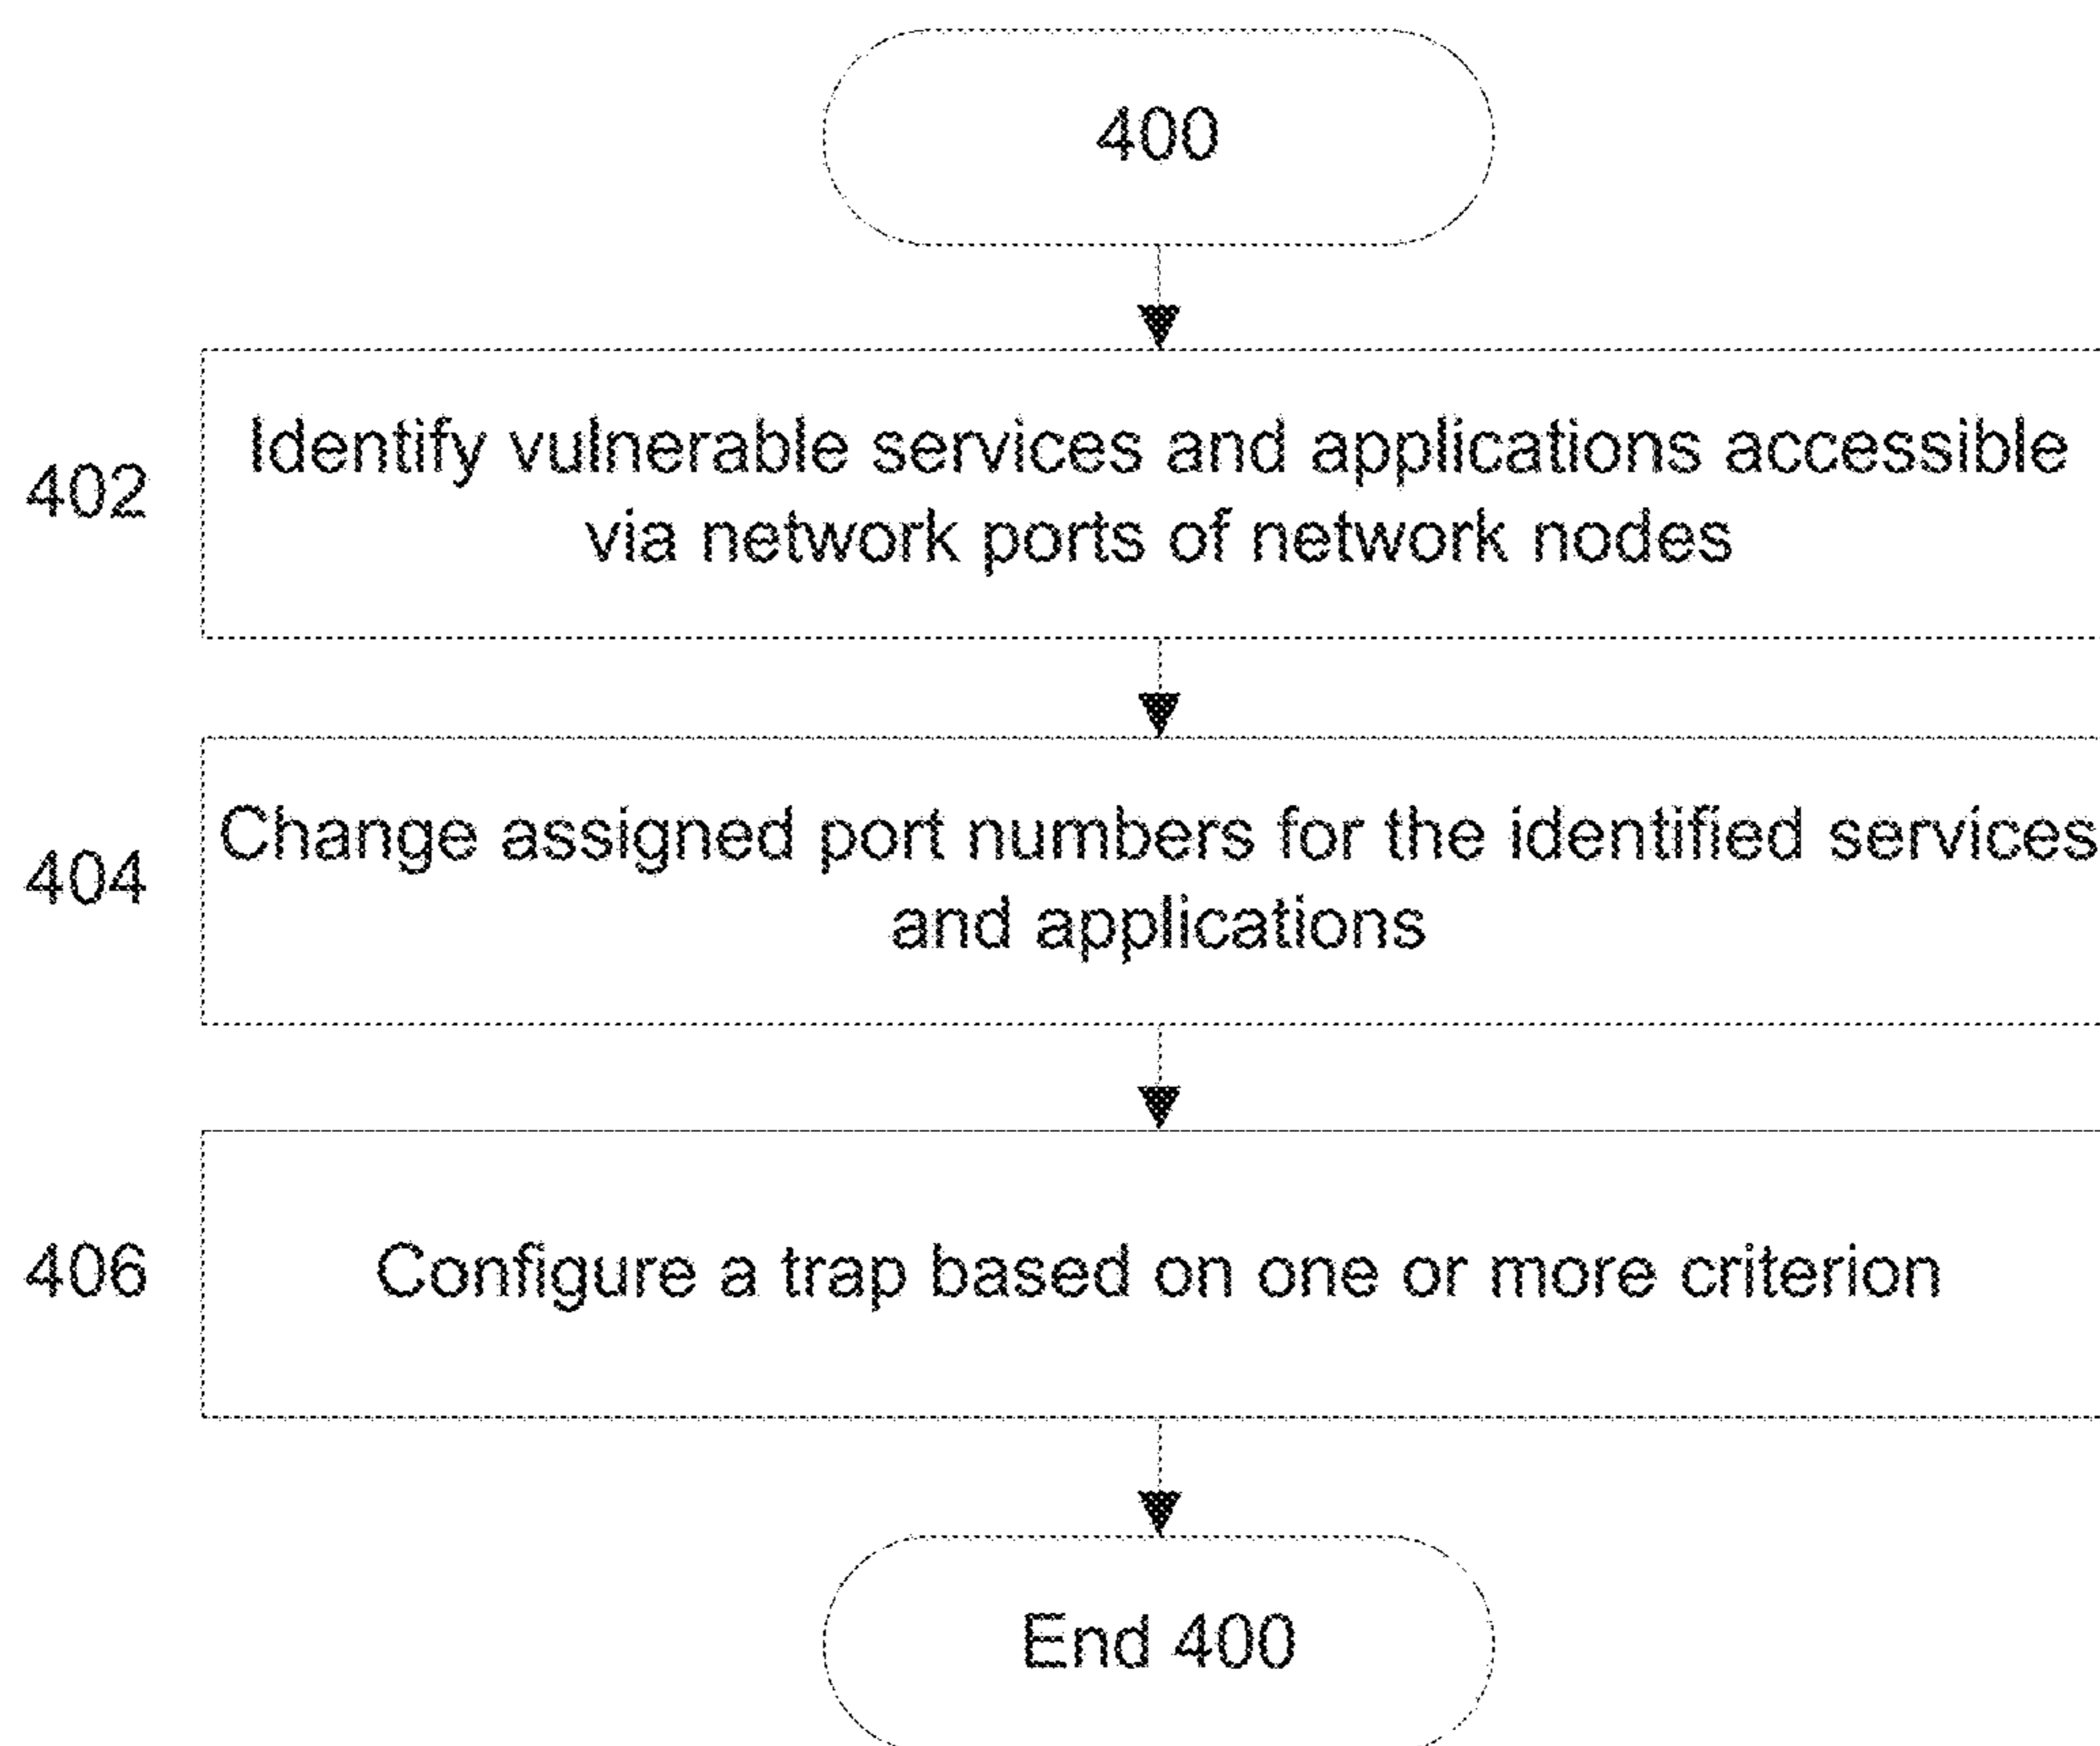 400
402
Identify vulnerable services and applications accessible
via network ports of network nodes
404
Change assigned port numbers for the identified services
and applications
406
Configure a trap based on one or more criterion
End 400